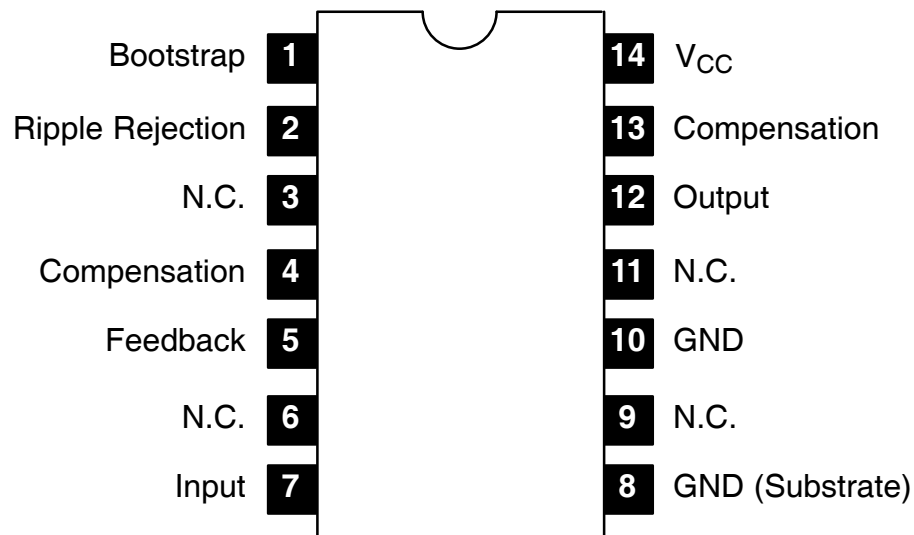 Bootstrap 1 14 VCC
Ripple Rejection 2 13 Compensation
N.C. 3 12 Output
Compensation 4 11 N.C.
Feedback 5 10 GND
N.C. 6 9 N.C.
Input 7 8 GND (Substrate)